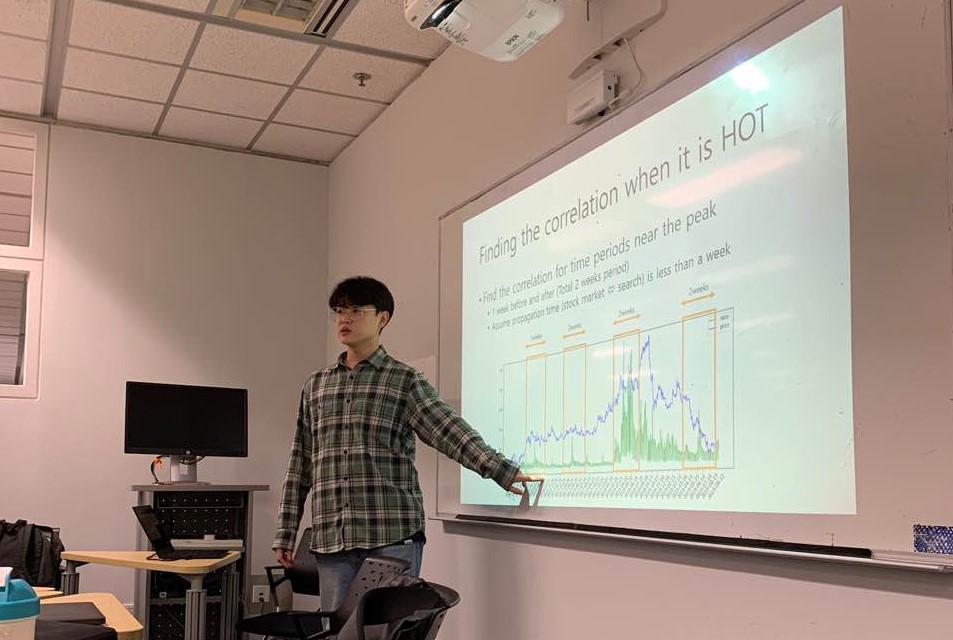 EPSON
Finding the correlation when it is HOT
• Find the correlation for time periods near the peak
• 1 week before and after (Total 2 weeks period)
• Assume propagation time (stock market ⇔ search) is less than a week
2weeks
2weeks
2weeks
2weeks
price